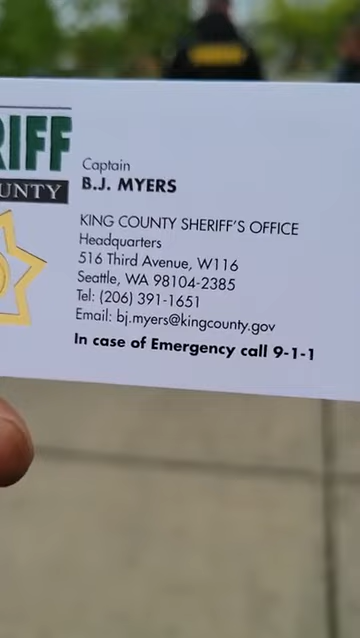 RIFF
UNTY
Captain
B.J. MYERS
KING COUNTY SHERIFF'S OFFICE
Headquarters
516 Third Avenue, W116
Seattle, WA 98104-2385
Tel: (206) 391-1651
Email: bj.myers@kingcounty.gov
In case of Emergency call 9-1-1